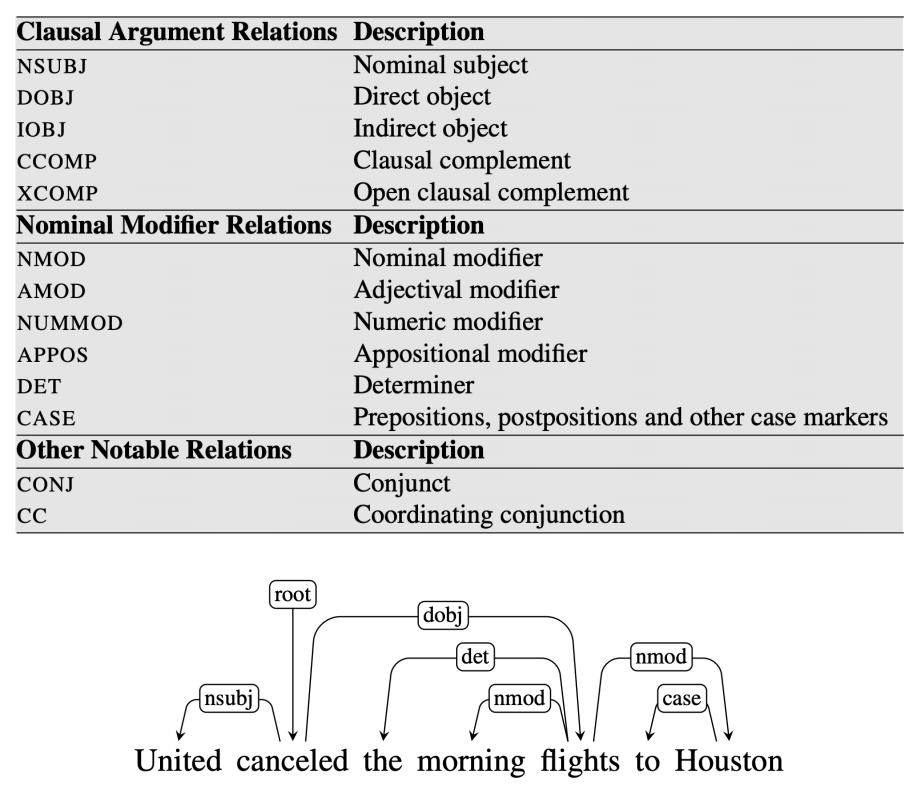 Clausal Argument Relations Description
NSUBJ Nominal subject
DOBJ Direct object
IOBJ Indirect object
CCOMP Clausal complement
XCOMP Open clausal complement
Nominal Modifier Relations Description
NMOD Nominal modifier
AMOD Adjectival modifier
NUMMOD Numeric modifier
APPOS Appositional modifier
DET Determiner
CASE Prepositions, postpositions and other case markers
Other Notable Relations Description
CONJ Conjunct
CC Coordinating conjunction
root
dobj
det nmod
nsubj nmod case
United canceled the morning flights to Houston